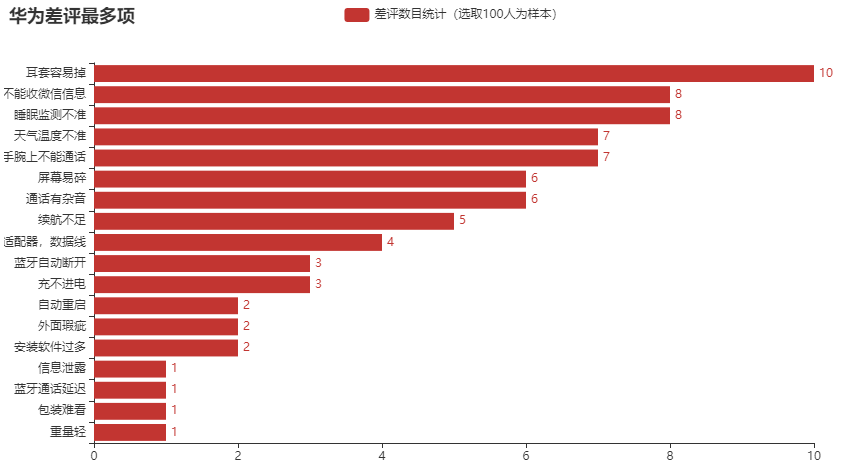 华为差评最多项
差评数目统计（选取100人为样本）
耳套容易掉 10
不能收微信信息 8
睡眠监测不准 8
天气温度不准 7
手腕上不能通话 7
屏幕易碎 6
通话有杂音 6
续航不足 5
适配器，数据线 4
蓝牙自动断开 3
充不进电 3
自动重启 2
外面瑕疵 2
安装软件过多 2
信息泄露 1
蓝牙通话延迟 1
包装难看 1
重量轻 1
0 2 4 6 8 10